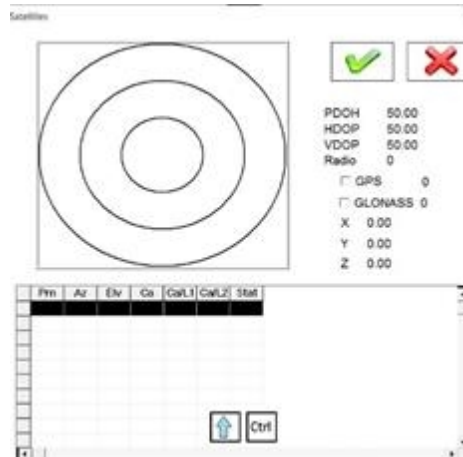 Satellites
PDOH 50.00
HDOP 50.00
VDOP 50.00
Radio 0
GPS 0
GLONASS 0
X 0.00
Y 0.00
Z 0.00
Prn Az Elv Ca Ca/L1 Ca/L2 Stat
Ctrl